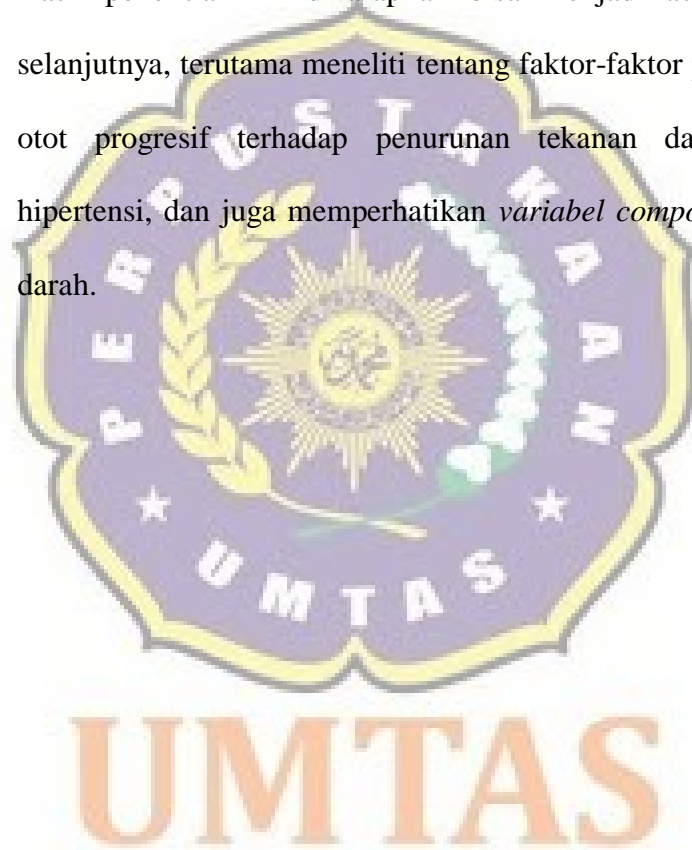 selanjutnya, terutama meneliti tentang faktor-faktor
otot progresif terhadap penurunan tekanan da
hipertensi, dan juga memperhatikan variabel compo
darah.
PERPUSTAKAAN
UMTAS
UMTAS